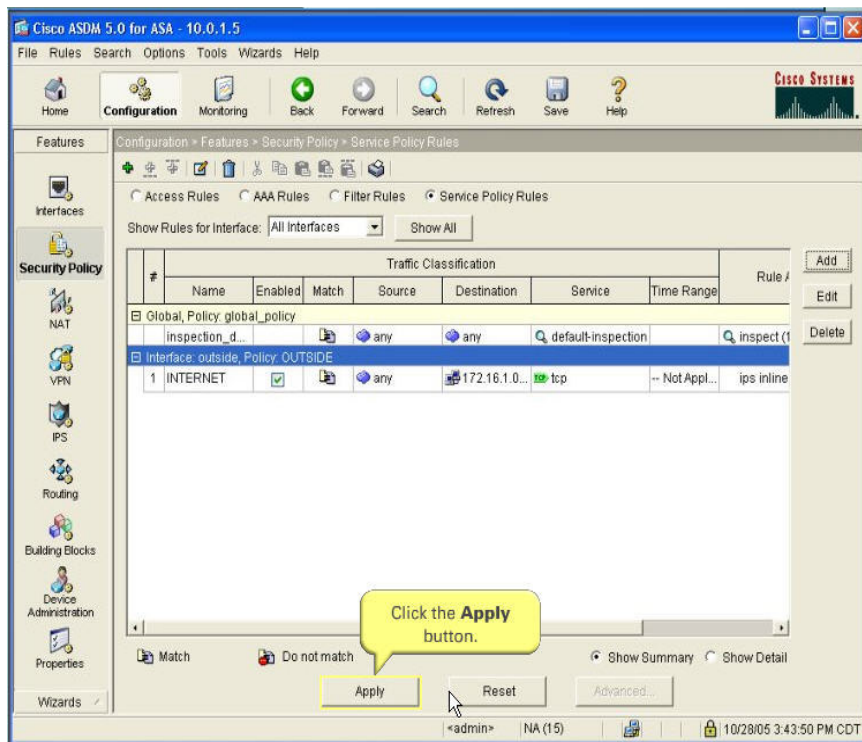 Cisco ASDM 5.0 for ASA - 10.0.1.5
File Rules Search Options Tools Wizards Help
Home Configuration Monitoring Back Forward Search Refresh Save Help
CISCO SYSTEMS
Features
Configuration > Features > Security Policy > Service Policy Rules
Interfaces
Security Policy
NAT
VPN
IPS
Routing
Building Blocks
Device Administration
Properties
Wizards
Access Rules AAA Rules Filter Rules Service Policy Rules
Show Rules for Interface: All Interfaces Show All
Traffic Classification
# Name Enabled Match Source Destination Service Time Range Rule A
Global, Policy: global_policy
inspection_d... any any default-inspection inspect (1
Interface: outside, Policy: OUTSIDE
1 INTERNET any 172.16.1.0... TCP tcp -- Not Appl... ips inline
Add
Edit
Delete
Click the Apply
button.
Match Do not match Show Summary Show Detail
Apply Reset Advanced...
<admin> NA (15) 10/28/05 3:43:50 PM CDT